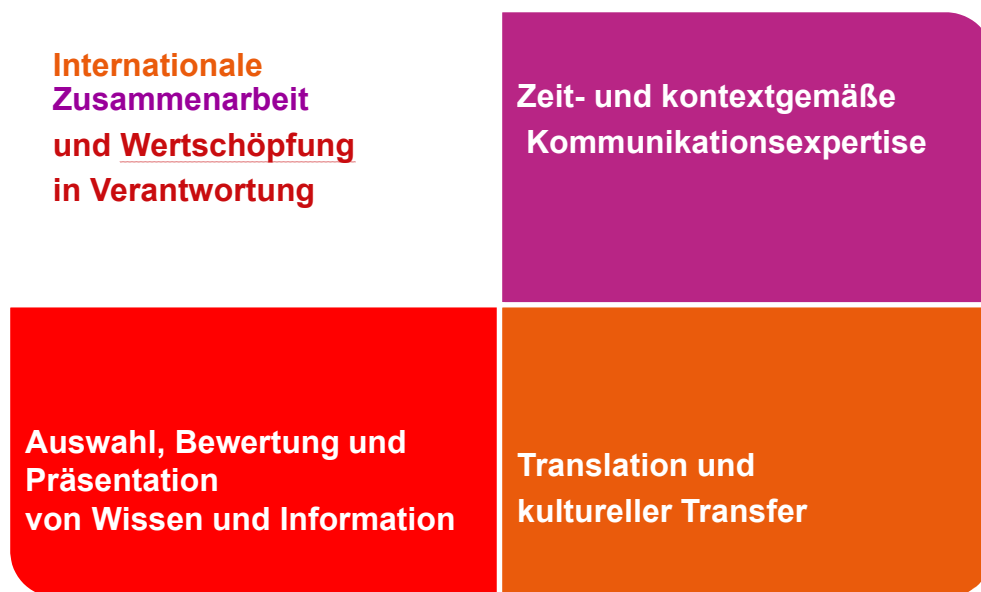 Internationale
Zusammenarbeit
und Wertschöpfung
in Verantwortung
Zeit- und kontextgemäße
Kommunikationsexpertise
Auswahl, Bewertung und
Präsentation
von Wissen und Information
Translation und
kultureller Transfer